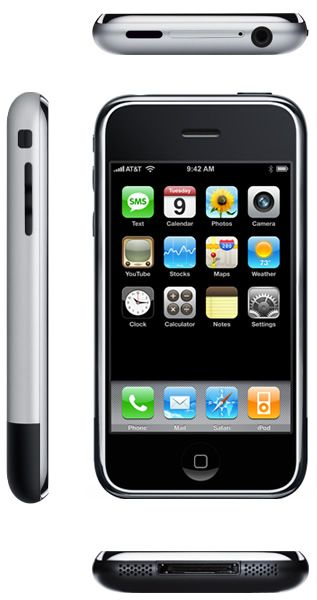 AT&T 9:42 AM
SMS Tuesday 9 280
Text Calendar Photos Camera
73°
YouTube Stocks Maps Weather
Clock Calculator Notes Settings
Phone Mail Safari iPod